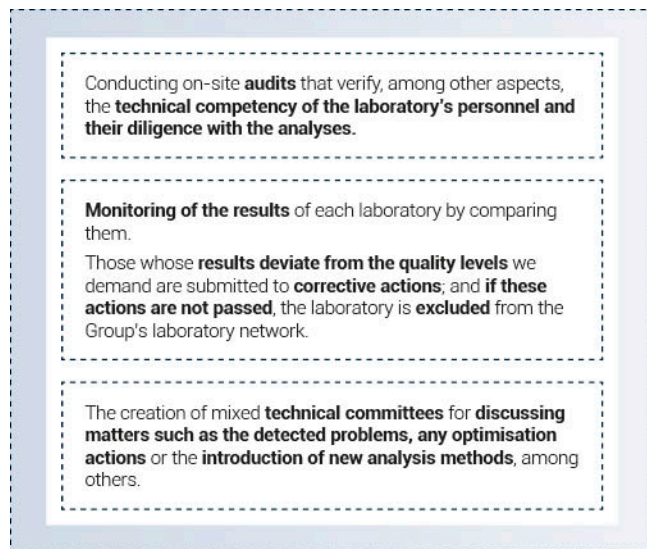 Conducting on-site audits that verify, among other aspects,
the technical competency of the laboratory's personnel and
their diligence with the analyses.
Monitoring of the results of each laboratory by comparing
them.
Those whose results deviate from the quality levels we
demand are submitted to corrective actions; and if these
actions are not passed, the laboratory is excluded from the
Group's laboratory network.
The creation of mixed technical committees for discussing
matters such as the detected problems, any optimisation
actions or the introduction of new analysis methods, among
others.